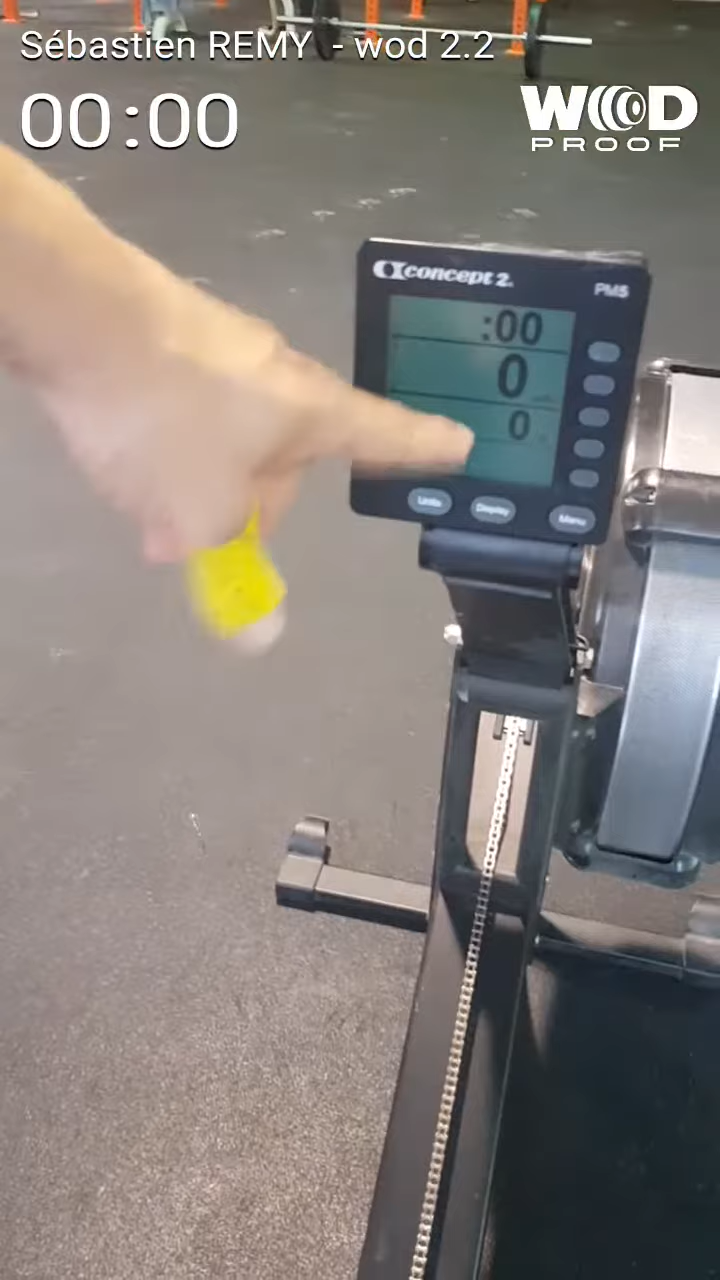 Sébastien REMY - wod 2.2
00:00
WOD
PROOF
concept 2
PM5
:00
0
0
Units
Display
Menu